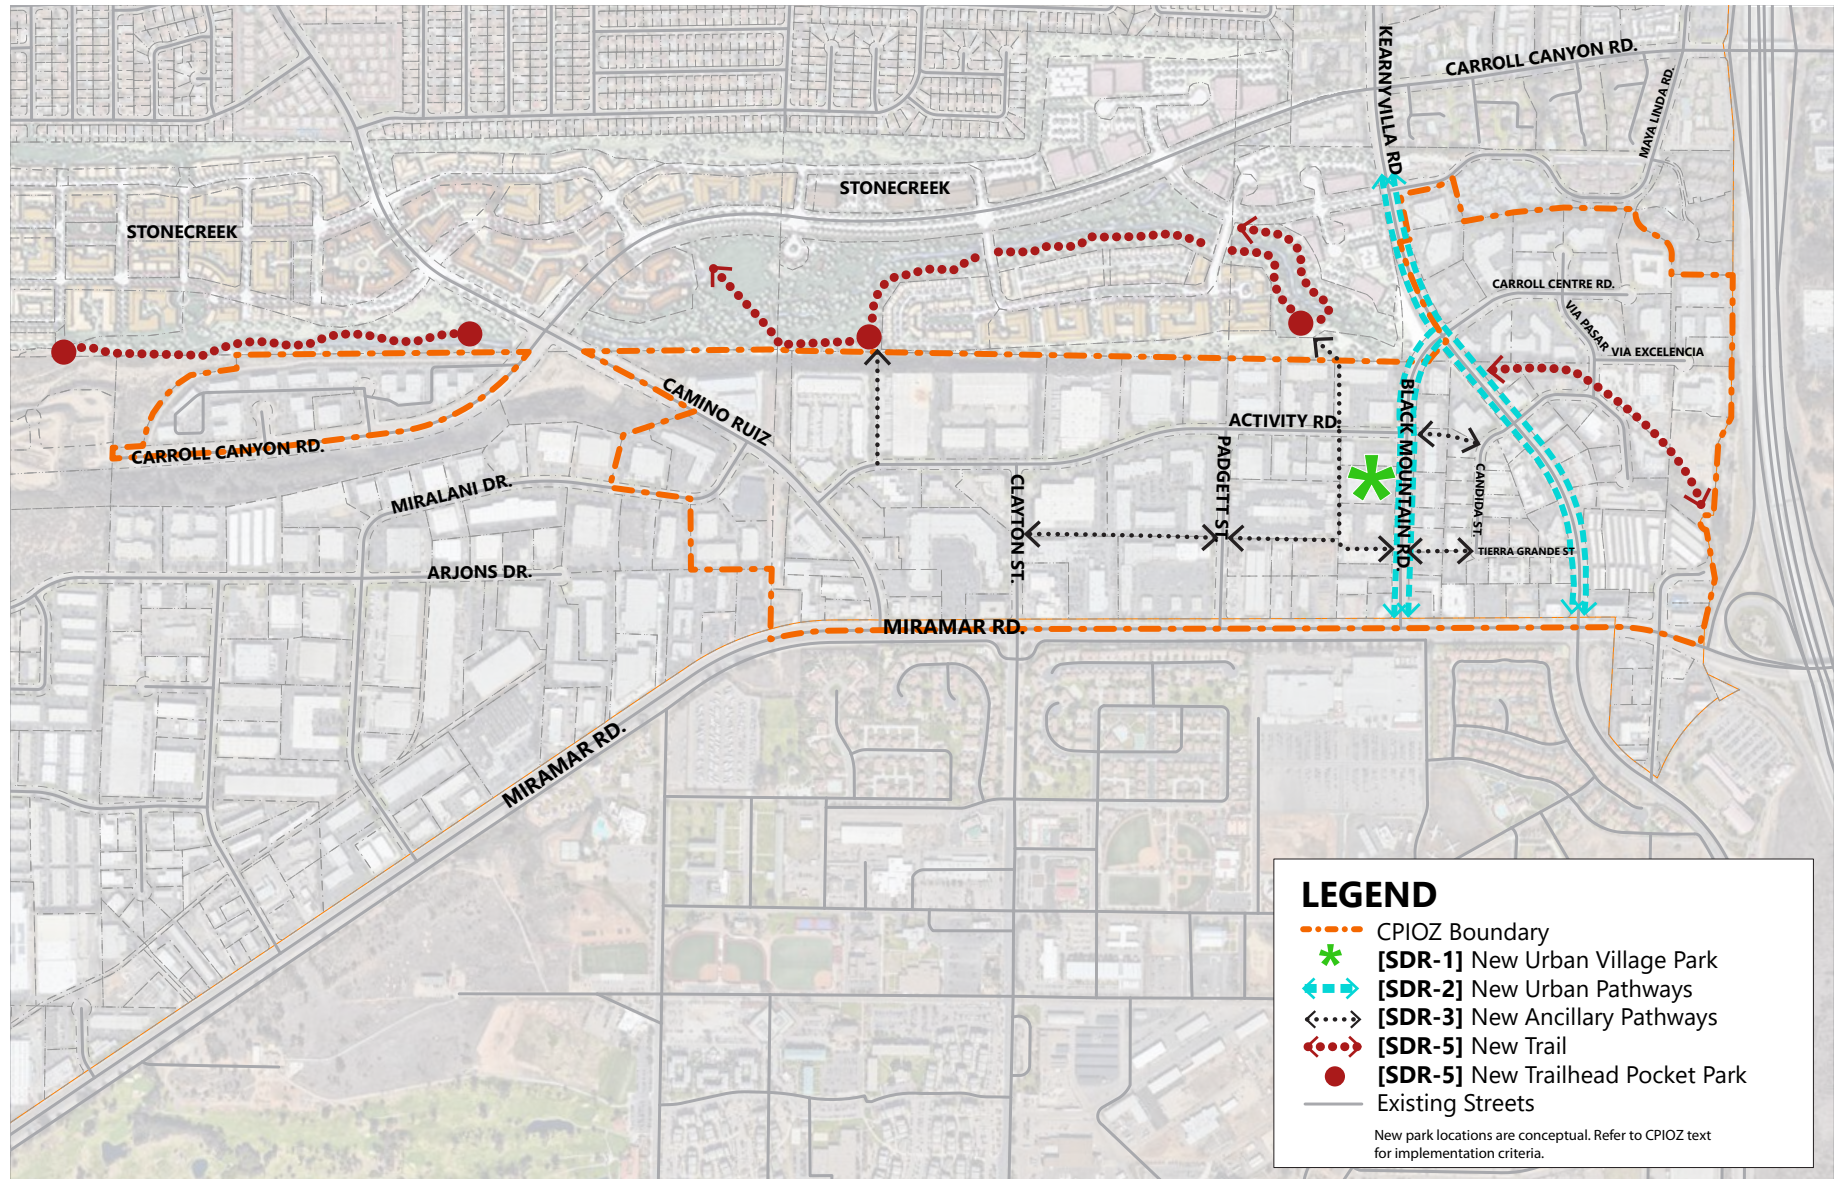 KEARNYVILLA RD
CARROLL CANYON RD.
MAYA LINDA RD.
STONECREEK
STONECREEK
CARROLL CENTRE RD.
VIA PASAR
VIA EXCELENCIA
CAMINO RUIZ
BLACK MOUNTAIN RD.
ACTIVITY RD.
PADGETT ST.
CARROLL CANYON RD.
MIRALANI DR.
CLAYTON ST.
CANDIDA ST.
TIERRA GRANDE ST
ARJONS DR.
MIRAMAR RD.
MIRAMAR RD.
LEGEND
CPIOZ Boundary
[SDR-1] New Urban Village Park
[SDR-2] New Urban Pathways
[SDR-3] New Ancillary Pathways
[SDR-5] New Trail
[SDR-5] New Trailhead Pocket Park
Existing Streets
New park locations are conceptual. Refer to CPIOZ text
for implementation criteria.